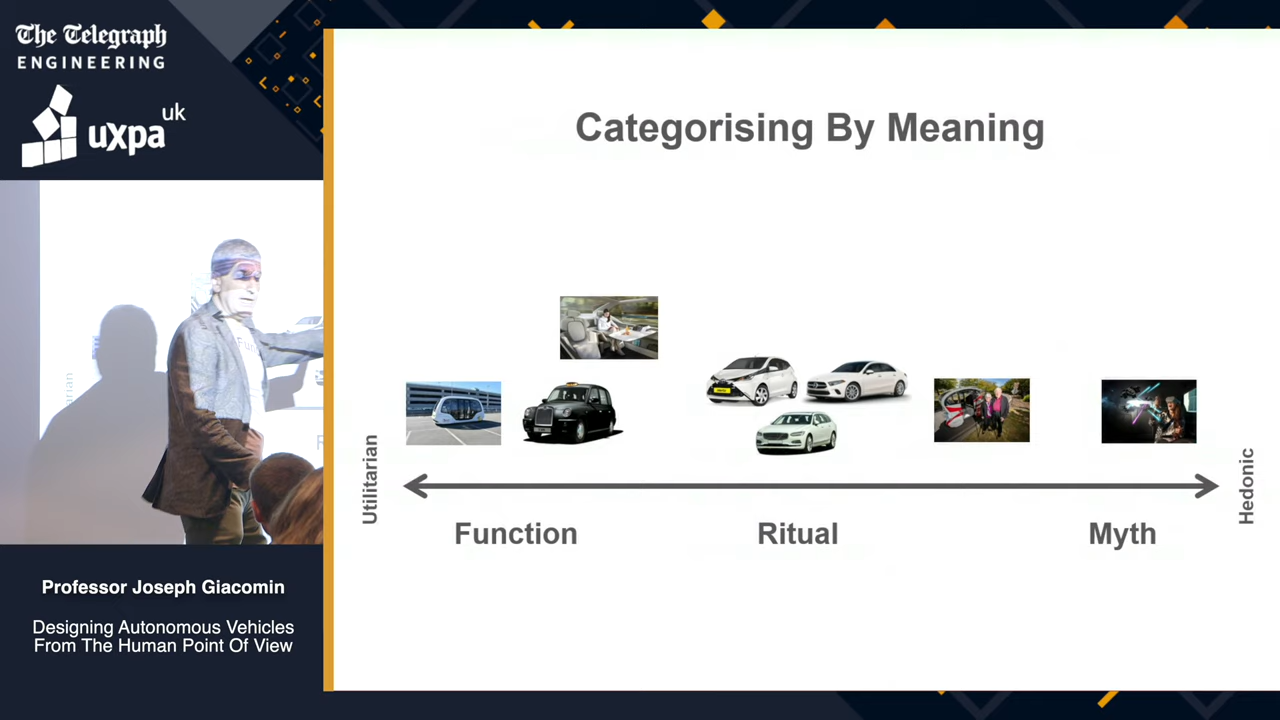 The Telegraph
ENGINEERING
uxpa uk
Categorising By Meaning
Utilitarian
Hedonic
Function
Ritual
Myth
Professor Joseph Giacomin
Designing Autonomous Vehicles
From The Human Point Of View